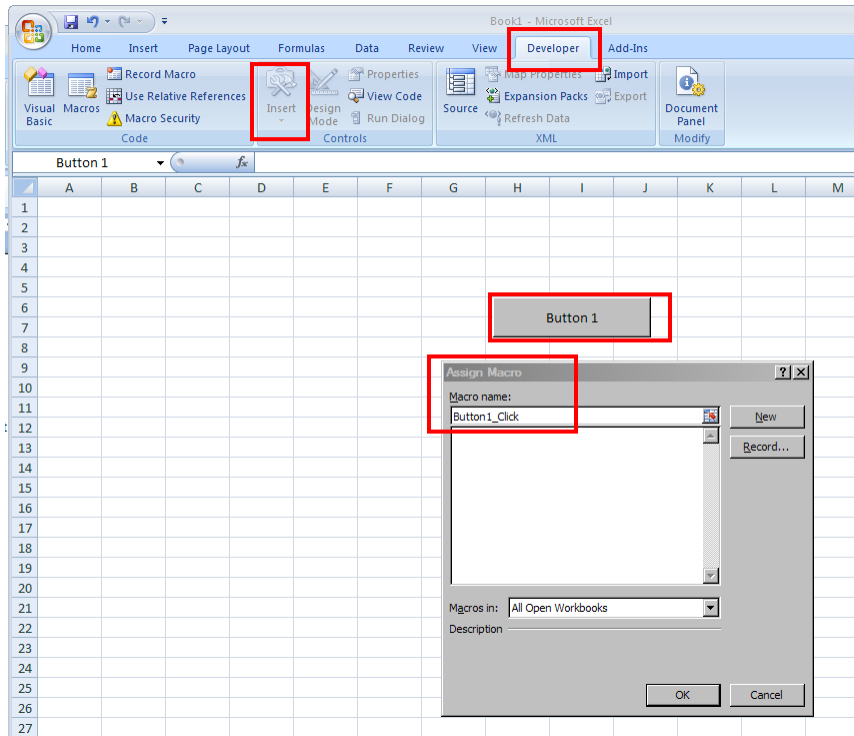 Book1 - Microsoft Excel
Home Insert Page Layout Formulas Data Review View Developer Add-Ins
Visual Basic
Macros
Record Macro
Use Relative References
Macro Security
Code
Insert
Design Mode
Properties
View Code
Run Dialog
Controls
Source
Map Properties
Expansion Packs
Refresh Data
Import
Export
XML
Document Panel
Modify
Button 1
fx
A B C D E F G H I J K L M
1
2
3
4
5
6
7
8
9
10
11
12
13
14
15
16
17
18
19
20
21
22
23
24
25
26
27
Button 1
Assign Macro
Macro name:
Button1_Click
New
Record...
Macros in: All Open Workbooks
Description
OK Cancel